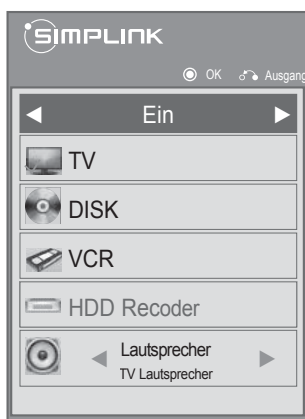 SIMPLINK
OK Ausgang
Ein
TV
DISK
VCR
HDD Recoder
Lautsprecher
TV Lautsprecher